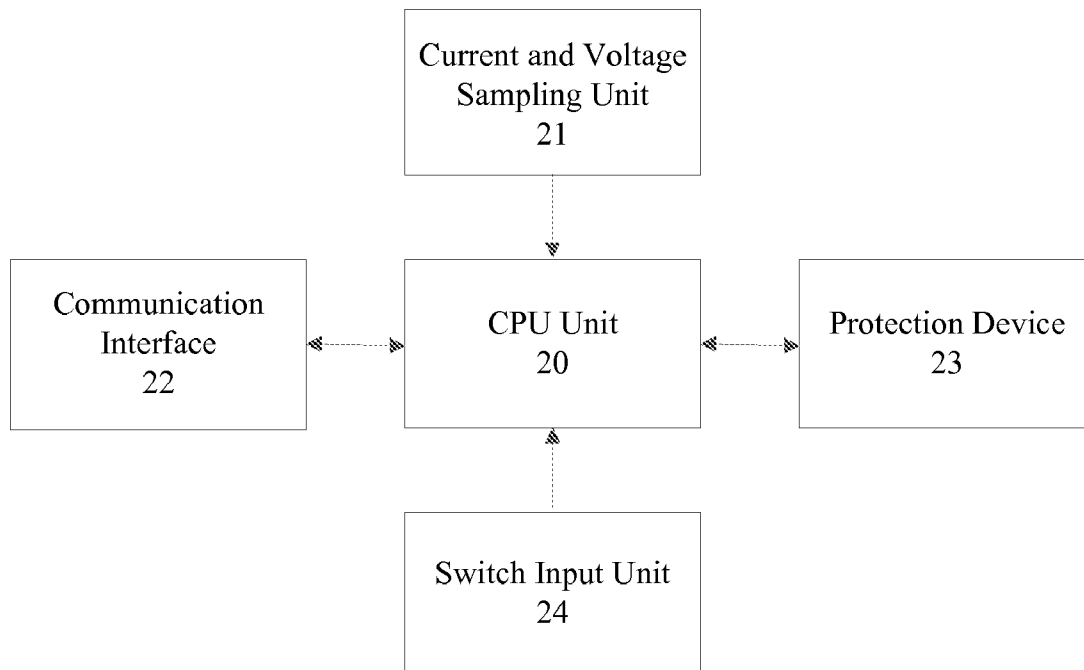 Current and Voltage
Sampling Unit
21
Communication
Interface
22
CPU Unit
20
Protection Device
23
Switch Input Unit
24